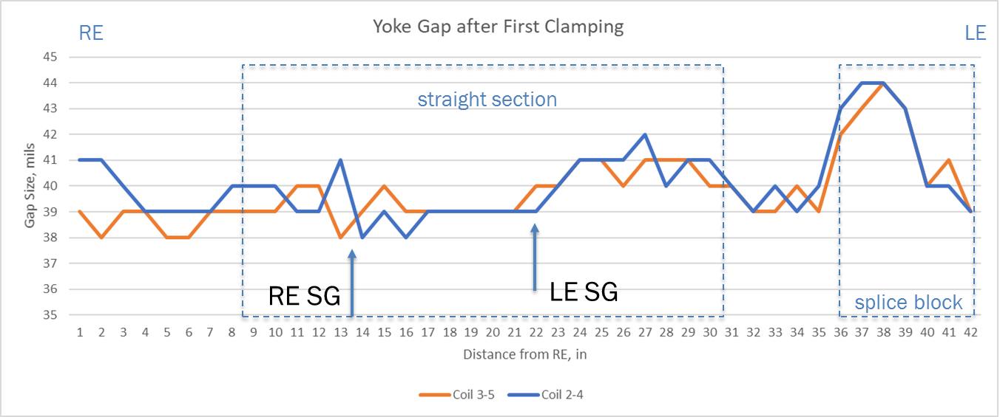 Yoke Gap after First Clamping
RE
LE
45
44
43
42
41
40
39
38
37
36
35
Gap Size, mils
straight section
RE SG
LE SG
splice block
1 2 3 4 5 6 7 8 9 10 11 12 13 14 15 16 17 18 19 20 21 22 23 24 25 26 27 28 29 30 31 32 33 34 35 36 37 38 39 40 41 42
Distance from RE, in
Coil 3-5 Coil 2-4